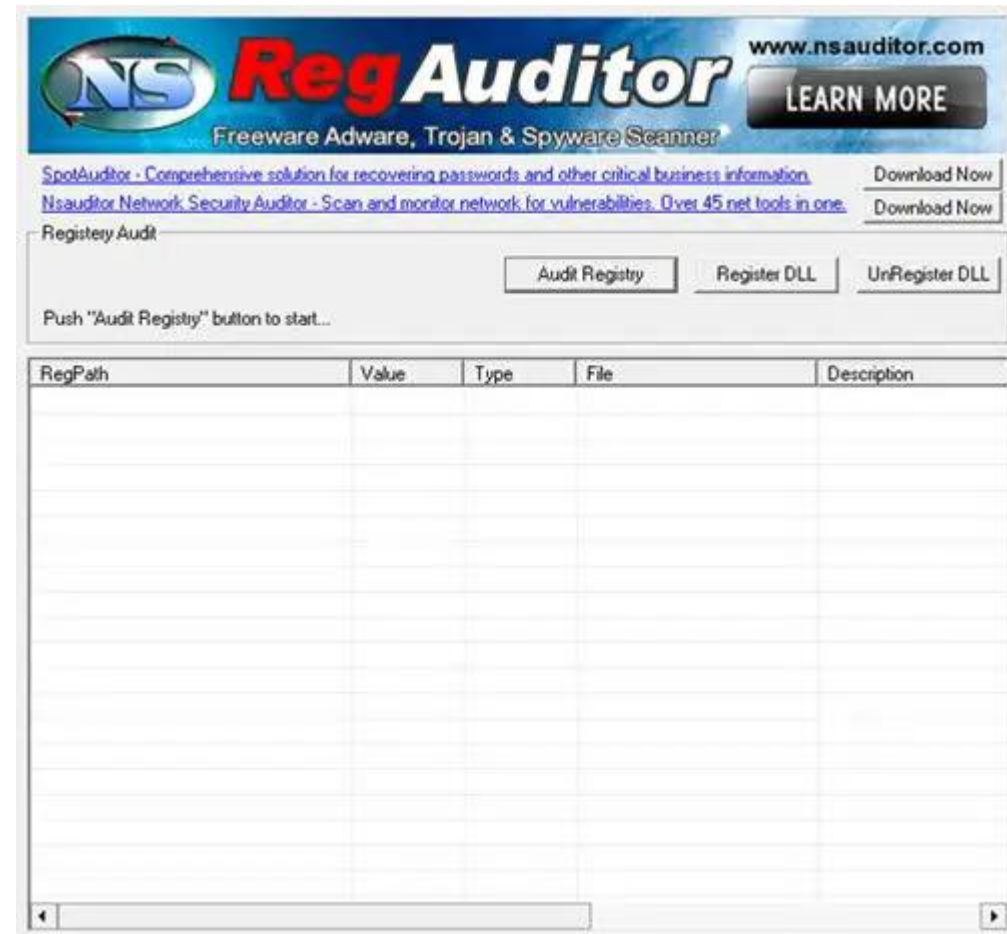 NS RegAuditor www.nsauditor.com
LEARN MORE
Freeware Adware, Trojan & Spyware Scanner
SpotAuditor - Comprehensive solution for recovering passwords and other critical business information. Download Now
Nsauditor Network Security Auditor - Scan and monitor network for vulnerabilities. Over 45 net tools in one. Download Now
Registery Audit
Audit Registry Register DLL UnRegister DLL
Push "Audit Registry" button to start...
RegPath Value Type File Description